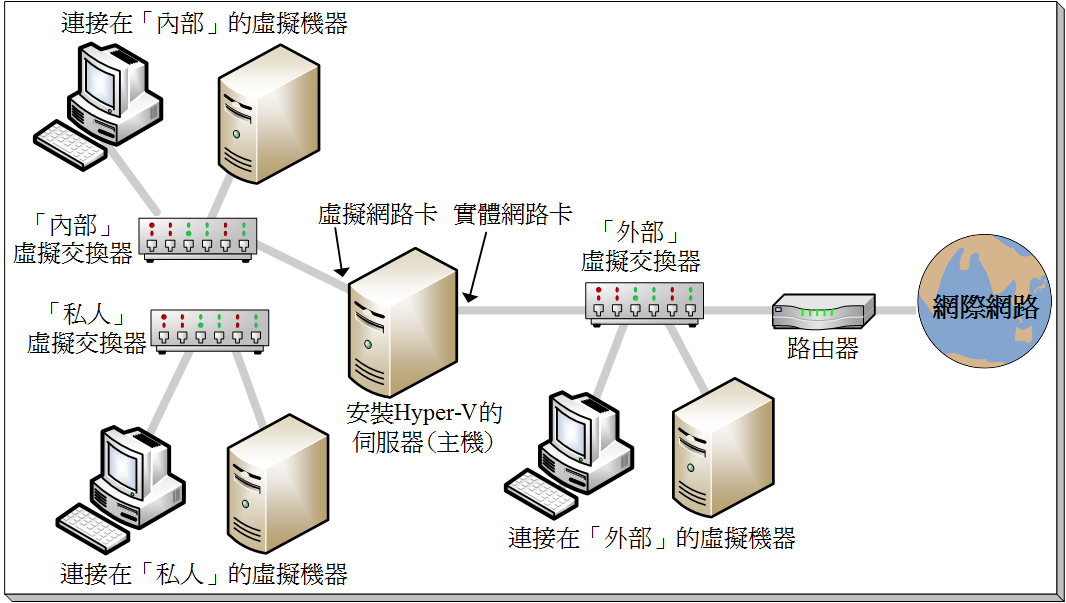 連接在「內部」的虛擬機器
「內部」
虛擬交換器
虛擬網路卡
實體網路卡
「外部」
虛擬交換器
網際網路
路由器
「私人」
虛擬交換器
安裝Hyper-V的
伺服器(主機)
連接在「外部」的虛擬機器
連接在「私人」的虛擬機器